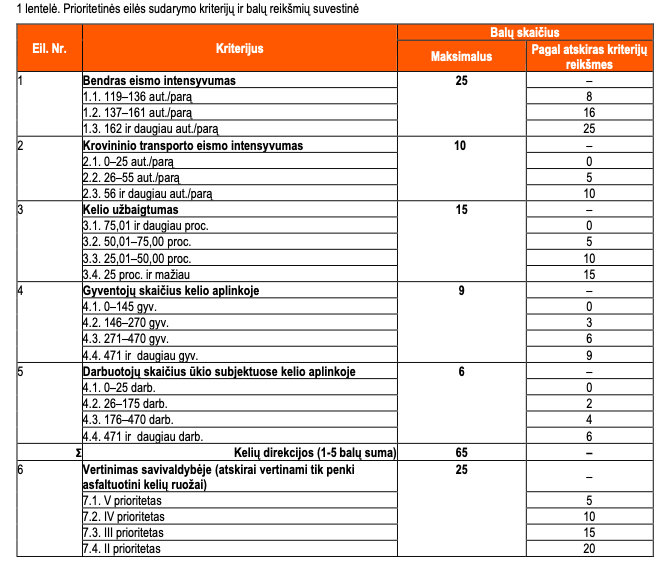 1 lentelė. Prioritetinės eilės sudarymo kriterijų ir balų reikšmių suvestinė
Eil. Nr. Kriterijus Balų skaičius
Maksimalus Pagal atskiras kriterijų reikšmes
1 Bendras eismo intensyvumas 25 –
1.1. 119–136 aut./parą 8
1.2. 137–161 aut./parą 16
1.3. 162 ir daugiau aut./parą 25
2 Krovininio transporto eismo intensyvumas 10 –
2.1. 0–25 aut./parą 0
2.2. 26–55 aut./parą 5
2.3. 56 ir daugiau aut./parą 10
3 Kelio užbaigtumas 15 –
3.1. 75,01 ir daugiau proc. 0
3.2. 50,01–75,00 proc. 5
3.3. 25,01–50,00 proc. 10
3.4. 25 proc. ir mažiau 15
4 Gyventojų skaičius kelio aplinkoje 9 –
4.1. 0–145 gyv. 0
4.2. 146–270 gyv. 3
4.3. 271–470 gyv. 6
4.4. 471 ir daugiau gyv. 9
5 Darbuotojų skaičius ūkio subjektuose kelio aplinkoje 6 –
4.1. 0–25 darb. 0
4.2. 26–175 darb. 2
4.3. 176–470 darb. 4
4.4. 471 ir daugiau darb. 6
Σ Kelių direkcijos (1-5 balų suma) 65 –
6 Vertinimas savivaldybėje (atskirai vertinami tik penki 25 –
asfaltuotini kelių ruožai)
7.1. V prioritetas 5
7.2. IV prioritetas 10
7.3. III prioritetas 15
7.4. II prioritetas 20